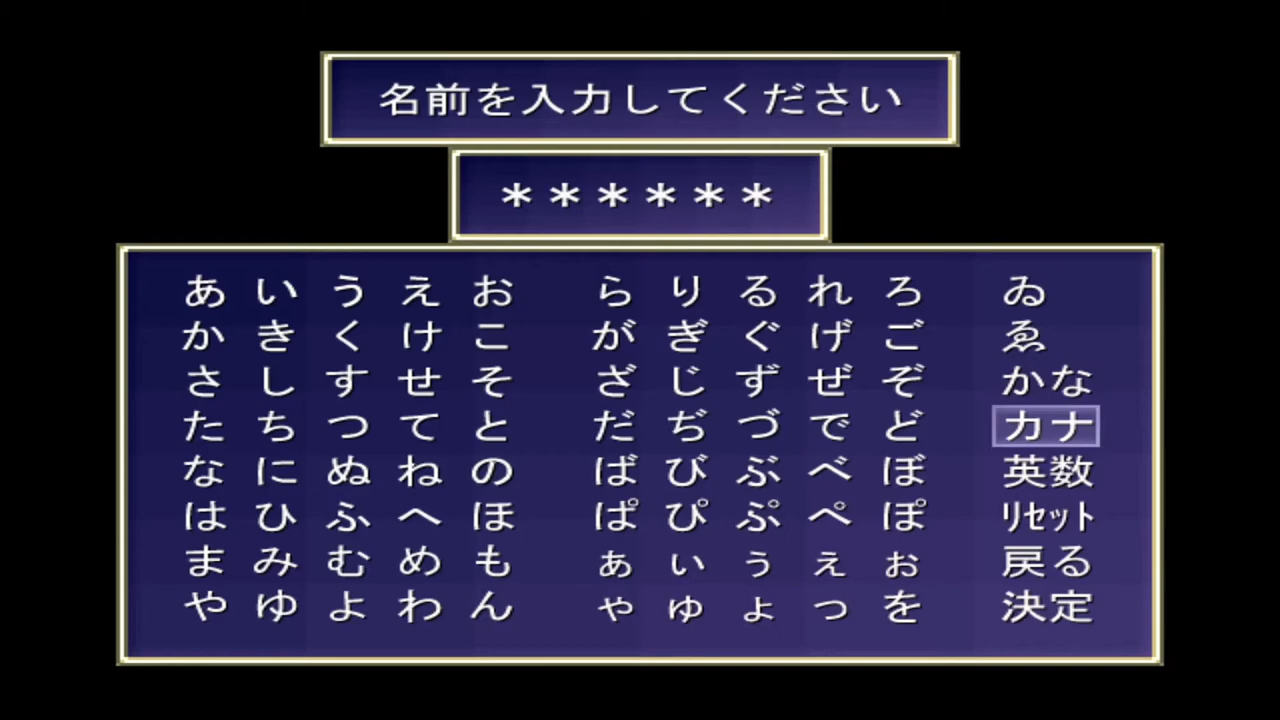 名前を入力してください
******
あいうえお らりるれろ ゐ
かきくけこ がぎぐげご ゑ
さしすせそ ざじずぜぞ かな
たちつてと だぢづでど カナ
なにぬねの ばびぶべぼ 英数
はひふへほ ぱぴぷぺぽ ﾘｾｯﾄ
まみむめも ぁぃぅぇぉ 戻る
やゆよわん ゃゅょっを 決定